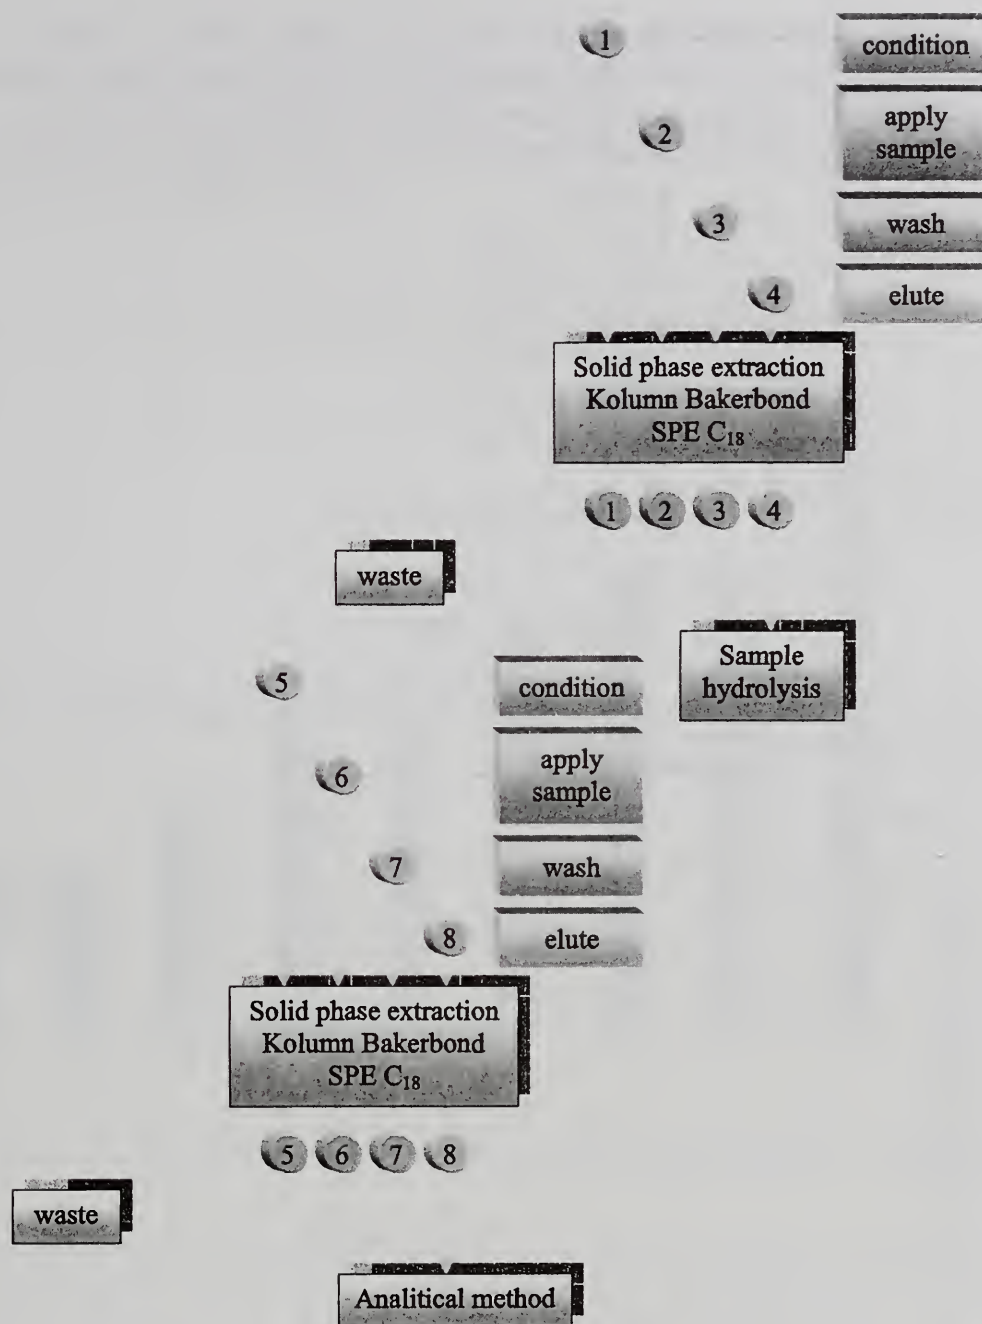 1
condition
2
apply
sample
3
wash
4
elute
Solid phase extraction
Kolumn Bakerbond
SPE C₁₈
1 2 3 4
waste
Sample
hydrolysis
5
condition
6
apply
sample
7
wash
8
elute
Solid phase extraction
Kolumn Bakerbond
SPE C₁₈
5 6 7 8
waste
Analitical method